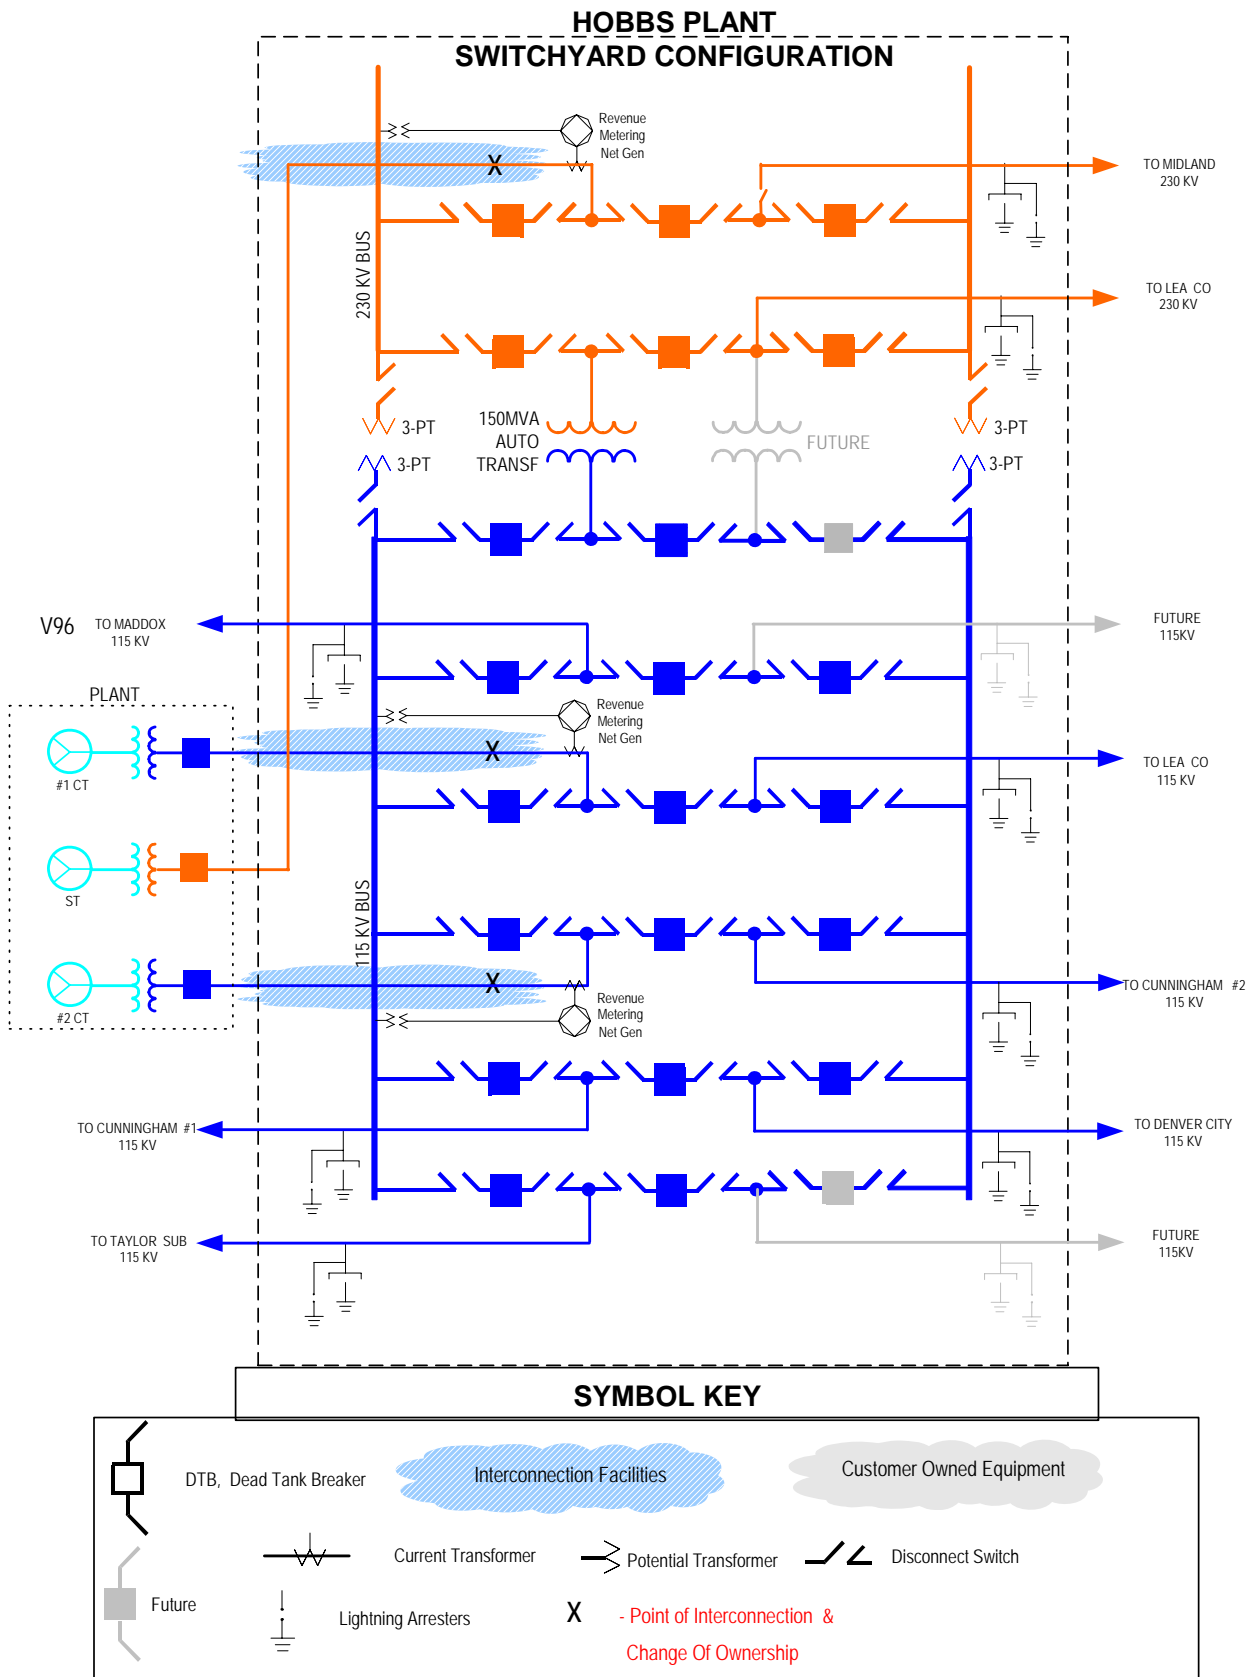 HOBBS PLANT
SWITCHYARD CONFIGURATION
Revenue
Metering
Net Gen
X
TO MIDLAND
230 KV
230 KV BUS
TO LEA CO
230 KV
3-PT
3-PT
150MVA
AUTO
TRANSF
FUTURE
3-PT
3-PT
V96
TO MADDOX
115 KV
FUTURE
115KV
PLANT
Revenue
Metering
Net Gen
X
#1 CT
TO LEA CO
115 KV
ST
115 KV BUS
#2 CT
X
Revenue
Metering
Net Gen
TO CUNNINGHAM #2
115 KV
TO CUNNINGHAM #1
115 KV
TO DENVER CITY
115 KV
TO TAYLOR SUB
115 KV
FUTURE
115KV
SYMBOL KEY
DTB, Dead Tank Breaker
Interconnection Facilities
Customer Owned Equipment
Current Transformer
Potential Transformer
Disconnect Switch
Future
Lightning Arresters
X
- Point of Interconnection &
Change Of Ownership